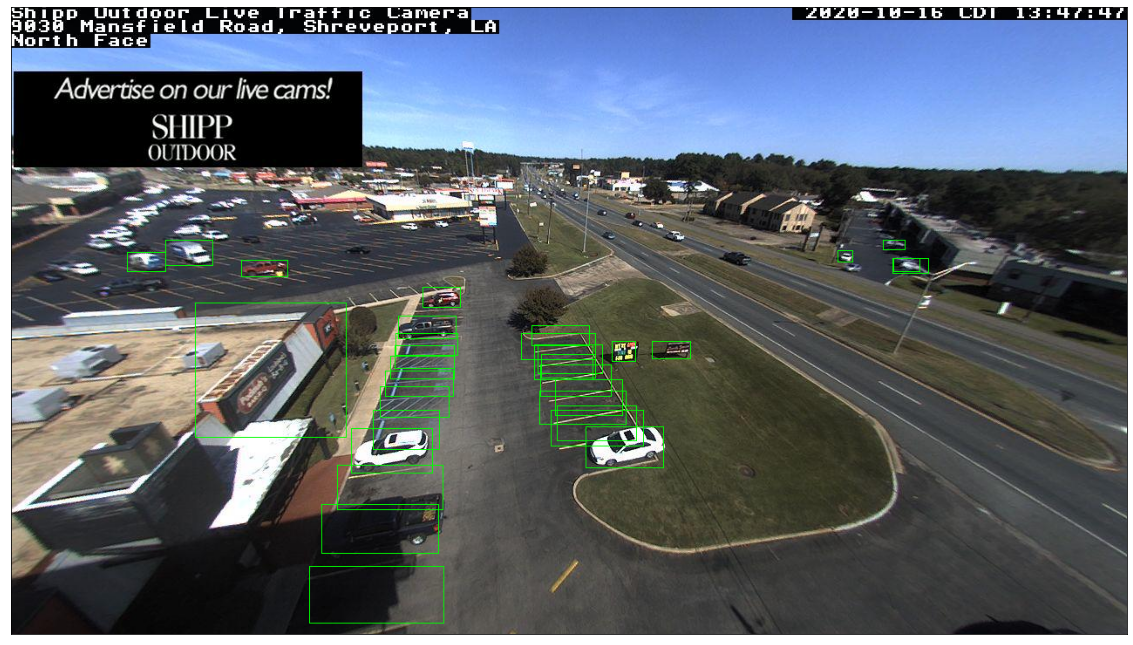 Shipp Outdoor Live Traffic Camera
2020-10-16 CDT 13:47:47
9030 Mansfield Road, Shreveport, LA
North Face
Advertise on our live cams!
SHIPP
OUTDOOR